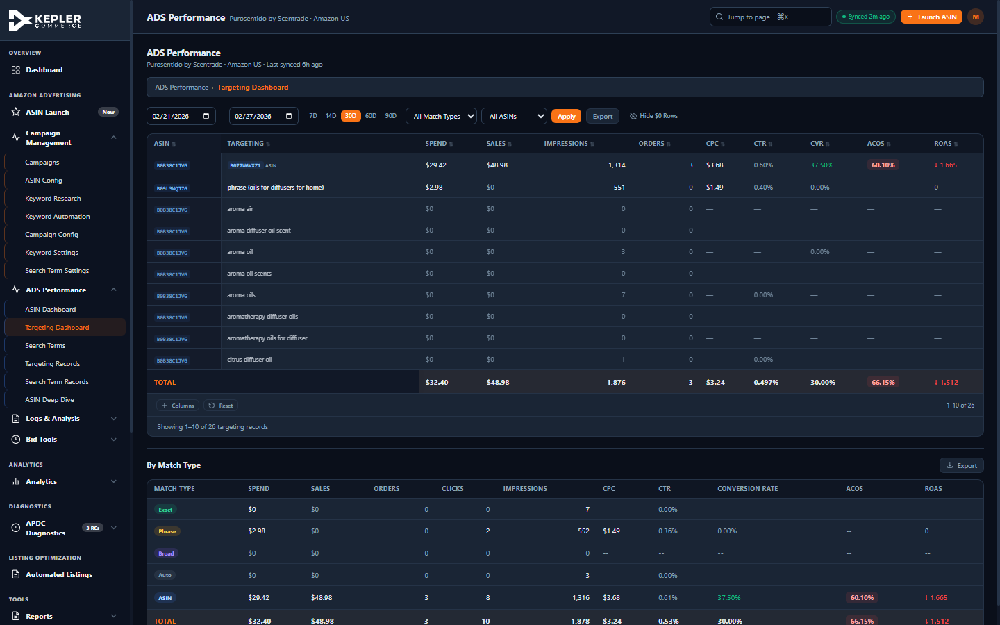 KEPLER
COMMERCE
OVERVIEW
Dashboard
AMAZON ADVERTISING
ASIN Launch New
Campaign
Management
Campaigns
ASIN Config
Keyword Research
Keyword Automation
Campaign Config
Keyword Settings
Search Term Settings
ADS Performance
ASIN Dashboard
Targeting Dashboard
Search Terms
Targeting Records
Search Term Records
ASIN Deep Dive
Logs & Analysis
Bid Tools
ANALYTICS
Analytics
DIAGNOSTICS
APDC
Diagnostics 3 RCs
LISTING OPTIMIZATION
Automated Listings
TOOLS
Reports
ADS Performance Purosentido by Scentrade · Amazon US
Jump to page... ⌘K
Synced 2m ago
+ Launch ASIN
M
ADS Performance
Purosentido by Scentrade · Amazon US · Last synced 6h ago
ADS Performance › Targeting Dashboard
02/21/2026 — 02/27/2026 7D 14D 30D 60D 90D All Match Types All ASINs Apply Export Hide $0 Rows
ASIN TARGETING SPEND SALES IMPRESSIONS ORDERS CPC CTR CVR ACOS ROAS
B0B38C1JVG B077W6VXZ1 ASIN $29.42 $48.98 1,314 3 $3.68 0.60% 37.50% 60.10% ↓ 1.665
B09L3WQJ7G phrase (oils for diffusers for home) $2.98 $0 551 0 $1.49 0.40% 0.00% — 0
B0B38C1JVG aroma air $0 $0 0 0 — — — — —
B0B38C1JVG aroma diffuser oil scent $0 $0 0 0 — — — — —
B0B38C1JVG aroma oil $0 $0 3 0 — — 0.00% — —
B0B38C1JVG aroma oil scents $0 $0 0 0 — — — — —
B0B38C1JVG aroma oils $0 $0 7 0 — 0.00% — — —
B0B38C1JVG aromatherapy diffuser oils $0 $0 0 0 — — — — —
B0B38C1JVG aromatherapy oils for diffuser $0 $0 0 0 — — — — —
B0B38C1JVG citrus diffuser oil $0 $0 1 0 — 0.00% — — —
TOTAL $32.40 $48.98 1,876 3 $3.24 0.497% 30.00% 66.15% ↓ 1.512
+ Columns Reset 1-10 of 26
Showing 1–10 of 26 targeting records
By Match Type Export
MATCH TYPE SPEND SALES ORDERS CLICKS IMPRESSIONS CPC CTR CONVERSION RATE ACOS ROAS
Exact $0 $0 0 0 7 -- 0.00% -- -- --
Phrase $2.98 $0 0 2 552 $1.49 0.36% 0.00% -- 0
Broad $0 $0 0 0 0 -- -- -- -- --
Auto $0 $0 0 0 3 -- 0.00% -- -- --
ASIN $29.42 $48.98 3 8 1,316 $3.68 0.61% 37.50% 60.10% ↓ 1.665
TOTAL $32.40 $48.98 3 10 1,878 $3.24 0.53% 30.00% 66.15% ↓ 1.512